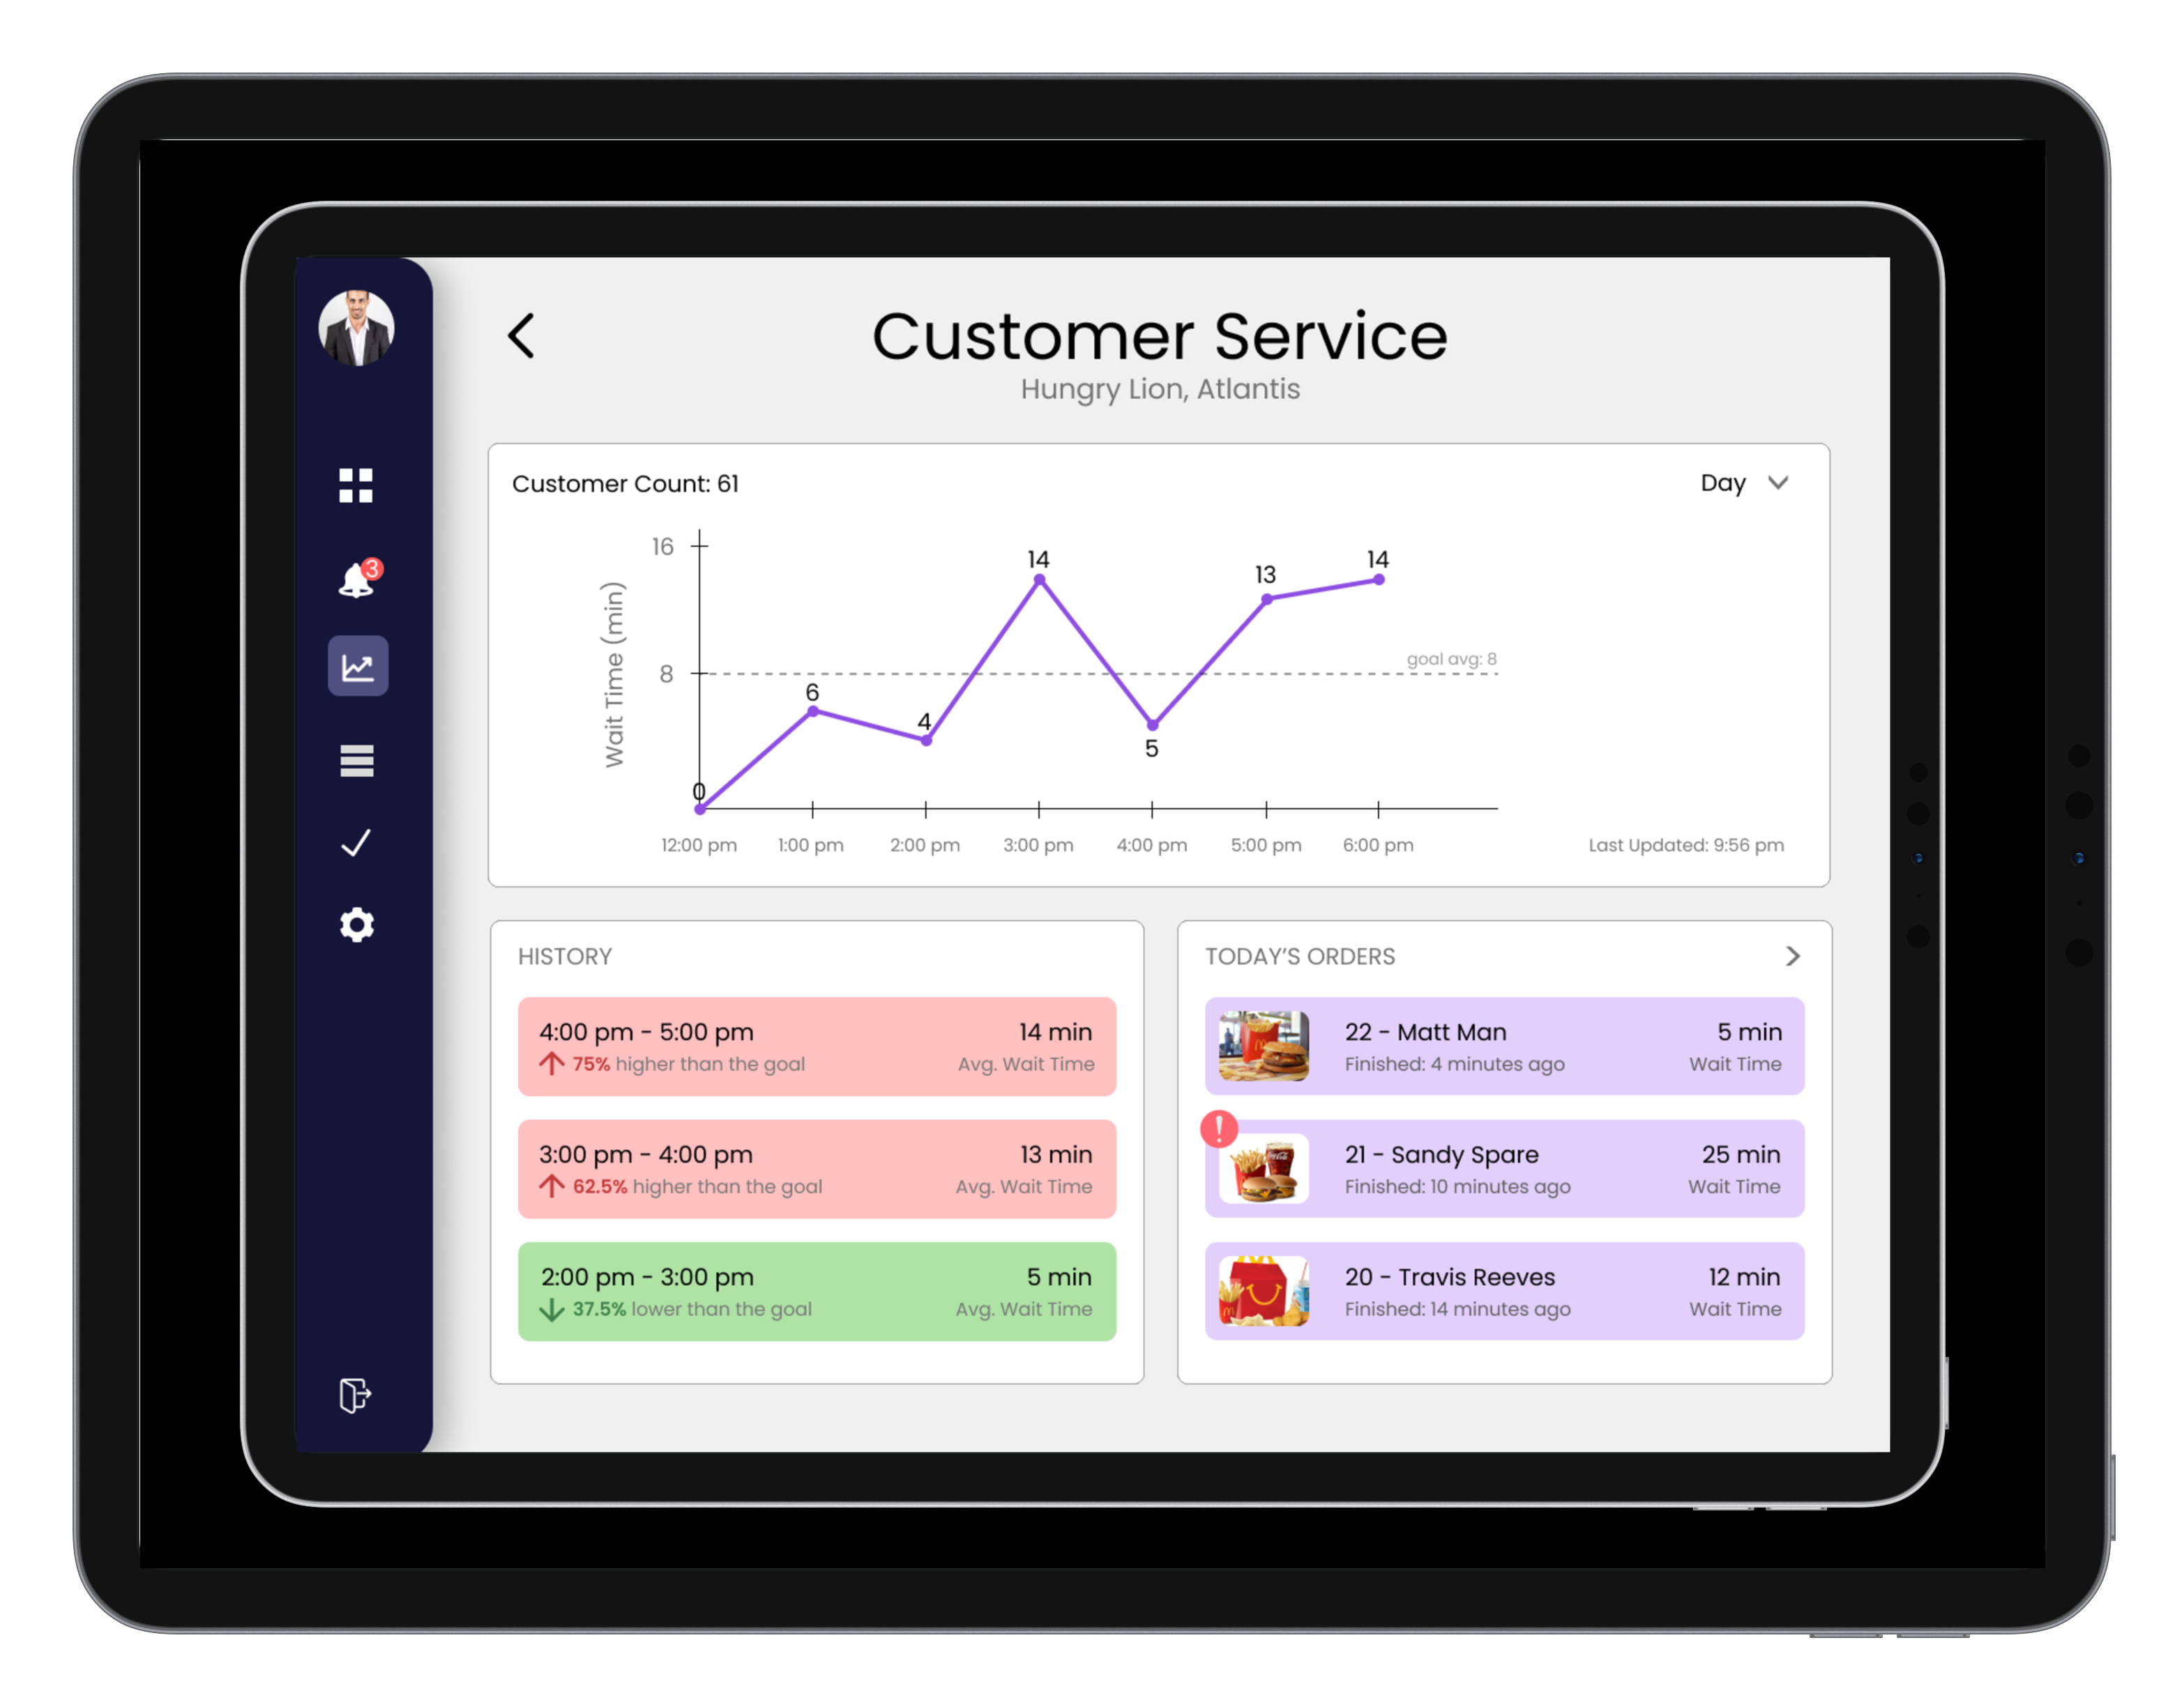 Customer Service
Hungry Lion, Atlantis
3
Customer Count: 61
Day
Wait Time (min)
16
8
goal avg: 8
0
6
4
14
5
13
14
12:00 pm 1:00 pm 2:00 pm 3:00 pm 4:00 pm 5:00 pm 6:00 pm
Last Updated: 9:56 pm
HISTORY
4:00 pm - 5:00 pm 14 min
75% higher than the goal Avg. Wait Time
3:00 pm - 4:00 pm 13 min
62.5% higher than the goal Avg. Wait Time
2:00 pm - 3:00 pm 5 min
37.5% lower than the goal Avg. Wait Time
TODAY'S ORDERS
22 - Matt Man 5 min
Finished: 4 minutes ago Wait Time
!
21 - Sandy Spare 25 min
Finished: 10 minutes ago Wait Time
20 - Travis Reeves 12 min
Finished: 14 minutes ago Wait Time